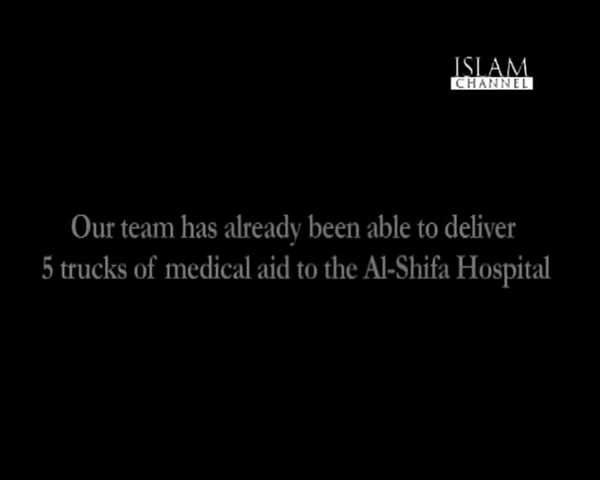 ISLAM
CHANNEL
Our team has already been able to deliver
5 trucks of medical aid to the Al-Shifa Hospital